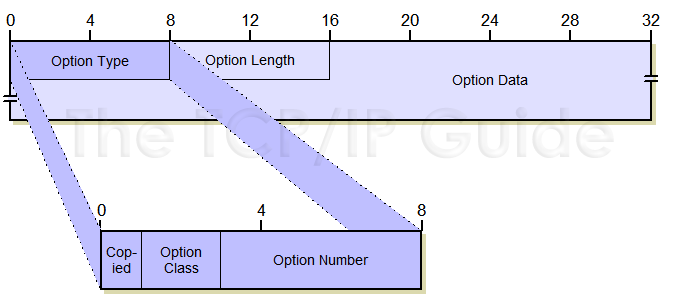 0 4 8 12 16 20 24 28 32
Option Type
Option Length
Option Data
The TCP/IP Guide
0 4 8
Cop-
ied
Option
Class
Option Number